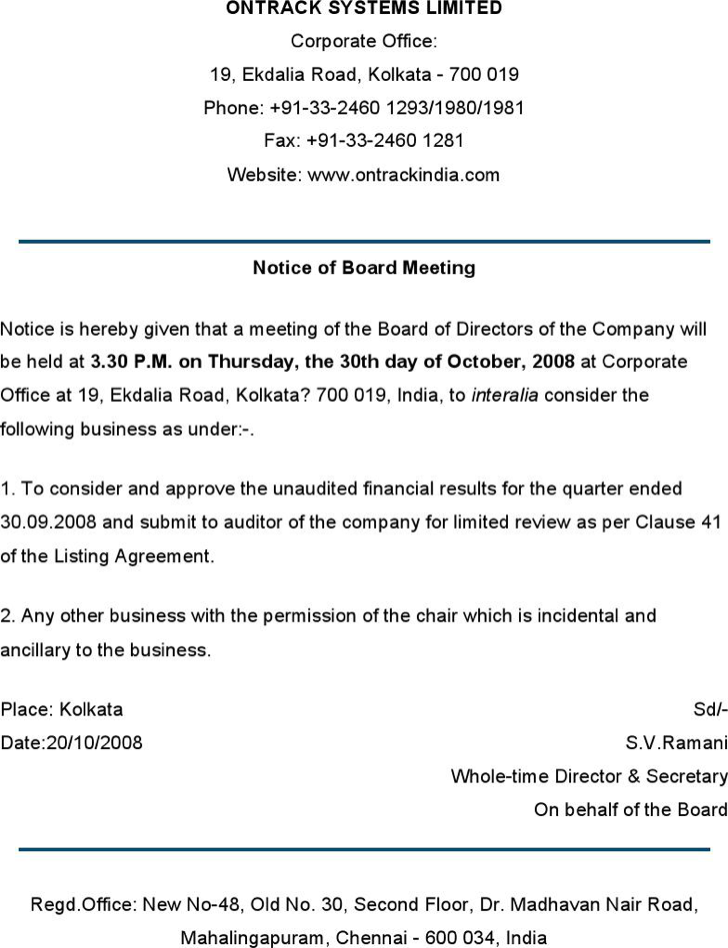 ONTRACK SYSTEMS LIMITED
Corporate Office:
19, Ekdalia Road, Kolkata - 700 019
Phone: +91-33-2460 1293/1980/1981
Fax: +91-33-2460 1281
Website: www.ontrackindia.com
Notice of Board Meeting
Notice is hereby given that a meeting of the Board of Directors of the Company will
be held at 3.30 P.M. on Thursday, the 30th day of October, 2008 at Corporate
Office at 19, Ekdalia Road, Kolkata? 700 019, India, to interalia consider the
following business as under:-.
1. To consider and approve the unaudited financial results for the quarter ended
30.09.2008 and submit to auditor of the company for limited review as per Clause 41
of the Listing Agreement.
2. Any other business with the permission of the chair which is incidental and
ancillary to the business.
Place: Kolkata Sd/-
Date:20/10/2008 S.V.Ramani
Whole-time Director & Secretary
On behalf of the Board
Regd.Office: New No-48, Old No. 30, Second Floor, Dr. Madhavan Nair Road,
Mahalingapuram, Chennai - 600 034, India